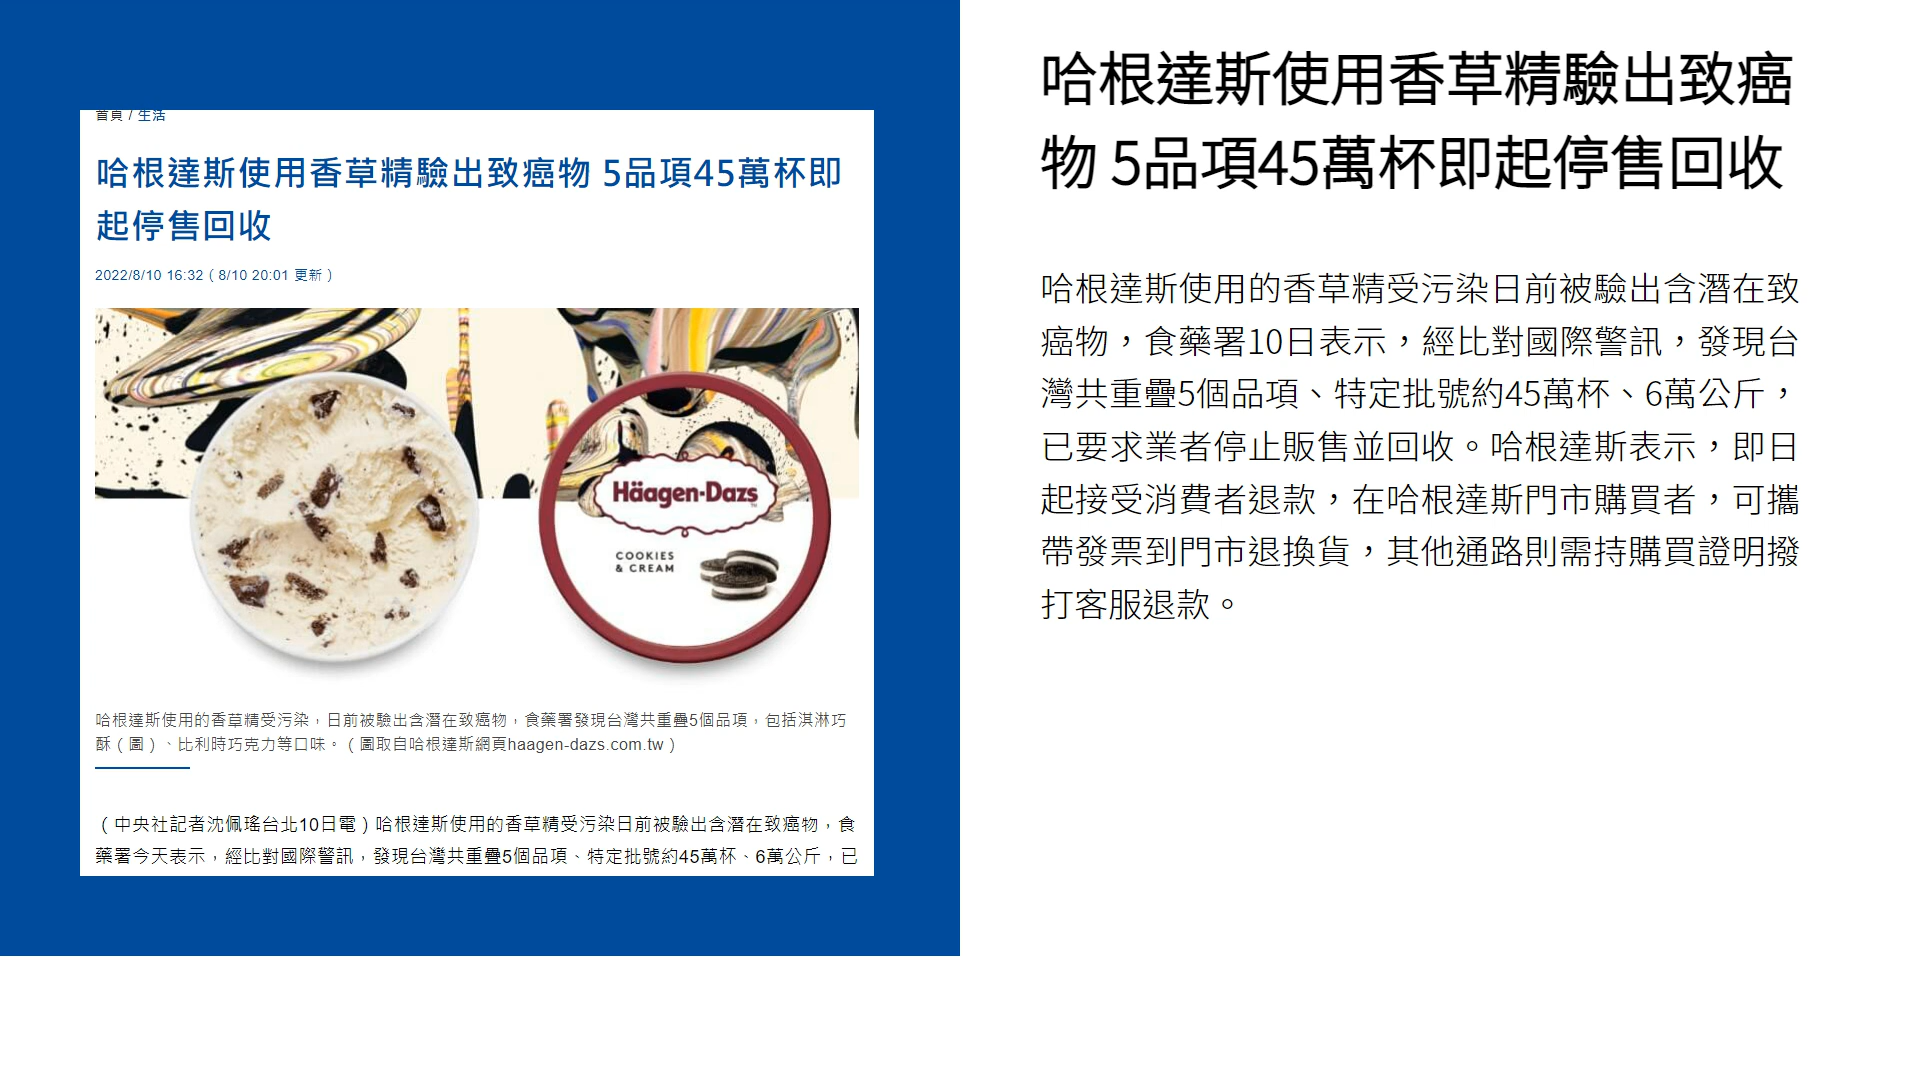 首頁 / 生活
哈根達斯使用香草精驗出致癌物 5品項45萬杯即
起停售回收
2022/8/10 16:32（8/10 20:01 更新）
Häagen-Dazs
COOKIES
& CREAM
哈根達斯使用的香草精受污染，日前被驗出含潛在致癌物，食藥署發現台灣共重疊5個品項，包括淇淋巧
酥（圖）、比利時巧克力等口味。（圖取自哈根達斯網頁haagen-dazs.com.tw）
（中央社記者沈佩瑤台北10日電）哈根達斯使用的香草精受污染日前被驗出含潛在致癌物，食
藥署今天表示，經比對國際警訊，發現台灣共重疊5個品項、特定批號約45萬杯、6萬公斤，已
哈根達斯使用香草精驗出致癌
物 5品項45萬杯即起停售回收
哈根達斯使用的香草精受污染日前被驗出含潛在致
癌物，食藥署10日表示，經比對國際警訊，發現台
灣共重疊5個品項、特定批號約45萬杯、6萬公斤，
已要求業者停止販售並回收。哈根達斯表示，即日
起接受消費者退款，在哈根達斯門市購買者，可攜
帶發票到門市退換貨，其他通路則需持購買證明撥
打客服退款。